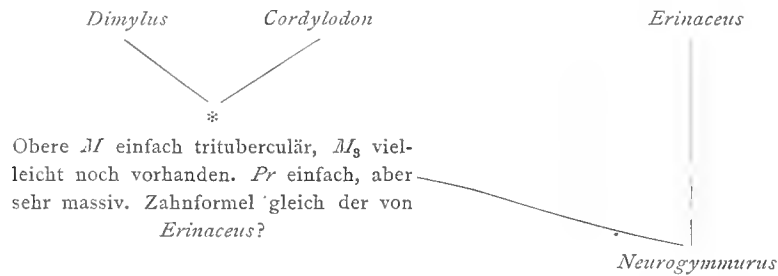 Dimylus Cordylodon Erinaceus
*
Obere M einfach trituberculär, M₃ viel-
leicht noch vorhanden. Pr einfach, aber
sehr massiv. Zahnformel gleich der von
Erinaceus?
Neurogymmurus